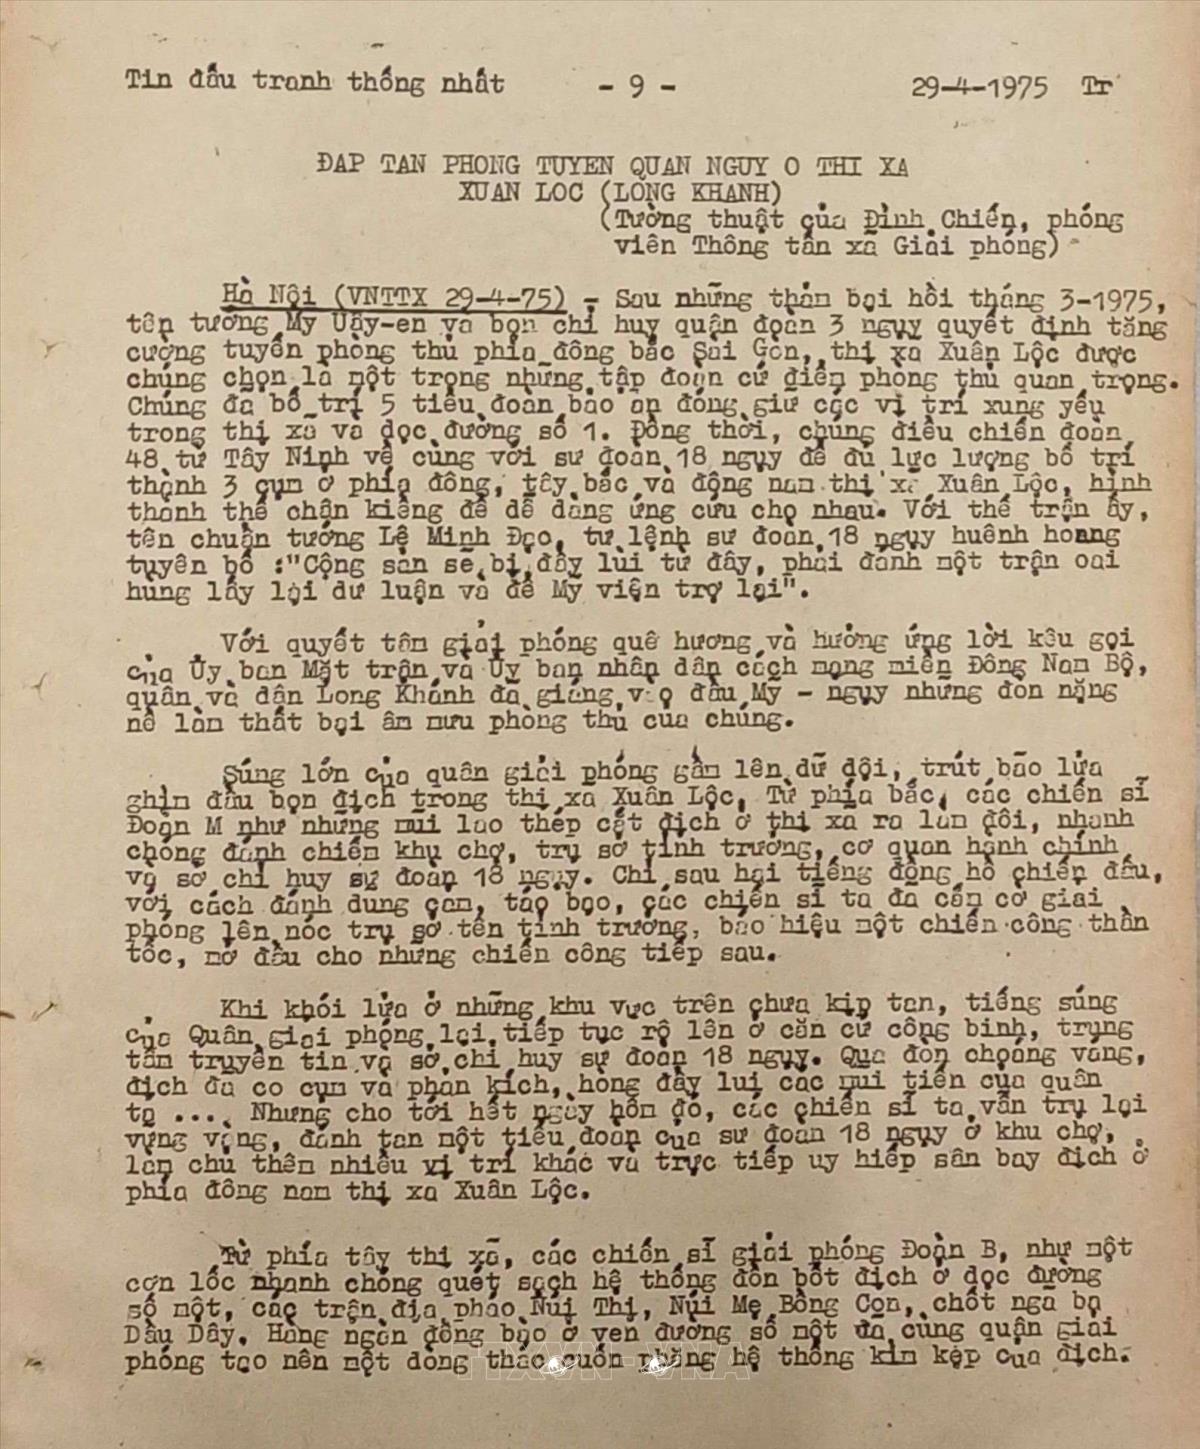 Tin đấu tranh thống nhất - 9 - 29-4-1975 Tr
ĐAP TAN PHONG TUYEN QUAN NGUY O THI XA
XUAN LOC (LONG KHANH)
(Tường thuật của Đình Chiến, phóng
viên Thông tấn xã Giải phóng)
Hà Nội (VNTTX 29-4-75) - Sau những thảm bại hồi tháng 3-1975,
tên tướng Mỹ Uây-en và bọn chỉ huy quân đoàn 3 ngụy quyết định tăng
cường tuyến phòng thủ phía đông bắc Sài Gòn, thị xã Xuân Lộc được
chúng chọn là một trong những tập đoàn cứ điểm phòng thủ quan trọng.
Chúng đã bố trí 5 tiểu đoàn bảo an đóng giữ các vị trí xung yếu
trong thị xã và dọc đường số 1. Đồng thời, chúng điều chiến đoàn
48 từ Tây Ninh về cùng với sư đoàn 18 ngụy để đủ lực lượng bố trí
thành 3 cụm ở phía đông, tây bắc và đông nam thị xã Xuân Lộc, hình
thành thế chân kiềng để dễ dàng ứng cứu cho nhau. Với thế trận ấy,
tên chuẩn tướng Lê Minh Đạo, tư lệnh sư đoàn 18 ngụy huênh hoang
tuyên bố :"Cộng sản sẽ bị đẩy lùi từ đây, phải đánh một trận oai
hùng lấy lại dư luận và để Mỹ viện trợ lại".
Với quyết tâm giải phóng quê hương và hưởng ứng lời kêu gọi
của Ủy ban Mặt trận và Ủy ban nhân dân cách mạng miền Đông Nam Bộ,
quân và dân Long Khánh đã giáng vào đầu Mỹ - ngụy những đòn nặng
nề làm thất bại âm mưu phòng thủ của chúng.
Súng lớn của quân giải phóng gầm lên dữ dội, trút bão lửa
ghìm đầu bọn địch trong thị xã Xuân Lộc. Từ phía bắc, các chiến sĩ
Đoàn M như những mũi lao thép cắt địch ở thị xã ra làm đôi, nhanh
chóng đánh chiếm khu chợ, trụ sở tỉnh trưởng, cơ quan hành chính
và sở chỉ huy sư đoàn 18 ngụy. Chỉ sau hai tiếng đồng hồ chiến đấu,
với cách đánh dung cảm, táo bạo, các chiến sĩ ta đã cắm cờ giải
phóng lên nóc trụ sở tên tỉnh trưởng, báo hiệu một chiến công thần
tốc, mở đầu cho những chiến công tiếp sau.
Khi khói lửa ở những khu vực trên chưa kịp tan, tiếng súng
của Quân giải phóng lại tiếp tục rộ lên ở căn cứ công binh, trung
tâm truyền tin và sở chỉ huy sư đoàn 18 ngụy. Qua đòn choáng váng,
địch đã co cụm và phản kích, hòng đẩy lui các mũi tiến của quân
ta .... Nhưng cho tới hết ngày hôm đó, các chiến sĩ ta vẫn trụ lại
vững vàng, đánh tan một tiểu đoàn của sư đoàn 18 ngụy ở khu chợ,
làm chủ thêm nhiều vị trí khác và trực tiếp uy hiếp sân bay địch ở
phía đông nam thị xã Xuân Lộc.
Từ phía tây thị xã, các chiến sĩ giải phóng Đoàn B, như một
cơn lốc nhanh chóng quét sạch hệ thống đồn bốt địch ở dọc đường
số một, các trận địa pháo Núi Thị, Núi Mẹ Bồng Con, chốt ngã ba
Dầu Dây. Hàng ngàn đồng bào ở ven đường số một đã cùng quân giải
phóng tạo nên một dòng thác cuốn phăng hệ thống kìm kẹp của địch.
TTXVN - VNA